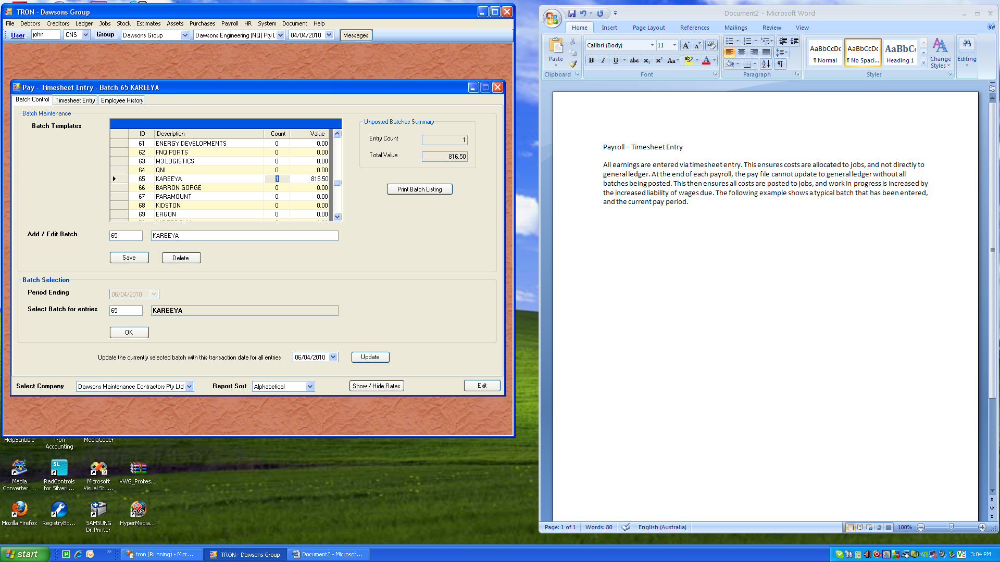 TRON - Dawsons Group
File Debtors Creditors Ledger Jobs Stock Estimates Assets Purchases Payroll HR System Document Help
User john CNS Group Dawsons Group Dawsons Engineering (NQ) Pty L 04/04/2010 Messages
Pay - Timesheet Entry - Batch 65 KAREEYA
Batch Control Timesheet Entry Employee History
Batch Maintenance
Batch Templates
ID Description Count Value
61 ENERGY DEVELOPMENTS 0 0.00
62 FNQ PORTS 0 0.00
63 M3 LOGISTICS 0 0.00
64 QNI 0 0.00
65 KAREEYA 1 816.50
66 BARRON GORGE 0 0.00
67 PARAMOUNT 0 0.00
68 KIDSTON 0 0.00
69 ERGON 0 0.00
Unposted Batches Summary
Entry Count 1
Total Value 816.50
Print Batch Listing
Add / Edit Batch 65 KAREEYA
Save Delete
Batch Selection
Period Ending 06/04/2010
Select Batch for entries 65 KAREEYA
OK
Update the currently selected batch with this transaction date for all entries 06/04/2010 Update
Select Company Dawsons Maintenance Contractors Pty Ltd Report Sort Alphabetical Show / Hide Rates Exit
HelpScribble Tron Accounting MediaCoder
Media Converter ... RadControls for Silverli... Microsoft Visual Stu... VWG_Profes...
Mozilla Firefox RegistryBo... SAMSUNG Dr.Printer HyperMedia...
Document2 - Microsoft Word
Home Insert Page Layout References Mailings Review View
Paste
Clipboard
Calibri (Body) 11
B I U abc X₂ X² Aa
Font
Paragraph
AaBbCcDc AaBbCcDc AaBbCc
¶ Normal ¶ No Spaci... Heading 1
Change Styles
Styles
Editing
Payroll – Timesheet Entry
All earnings are entered via timesheet entry. This ensures costs are allocated to jobs, and not directly to
general ledger. At the end of each payroll, the pay file cannot update to general ledger without all
batches being posted. This then ensures all costs are posted to jobs, and work in progress is increased by
the increased liability of wages due. The following example shows a typical batch that has been entered,
and the current pay period.
Page: 1 of 1 Words: 80 English (Australia) 100%
start tron (Running) - Micr... TRON - Dawsons Group Document2 - Microsof... 3:04 PM